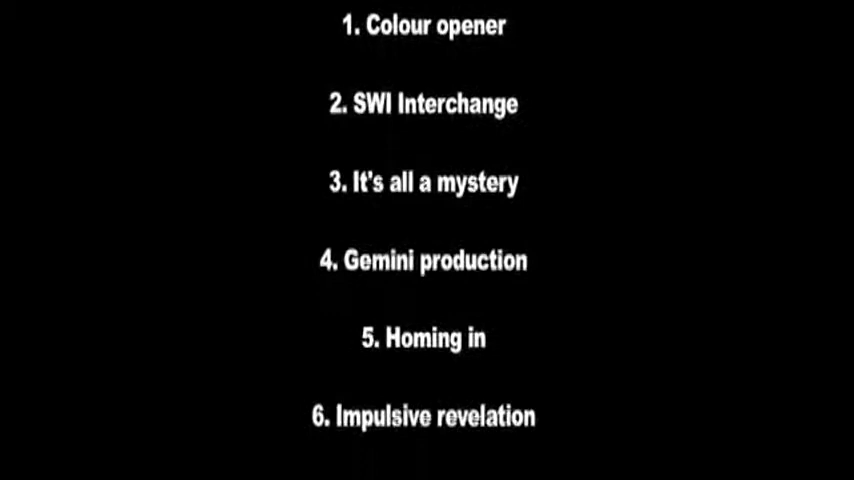 1. Colour opener
2. SWI Interchange
3. It's all a mystery
4. Gemini production
5. Homing in
6. Impulsive revelation